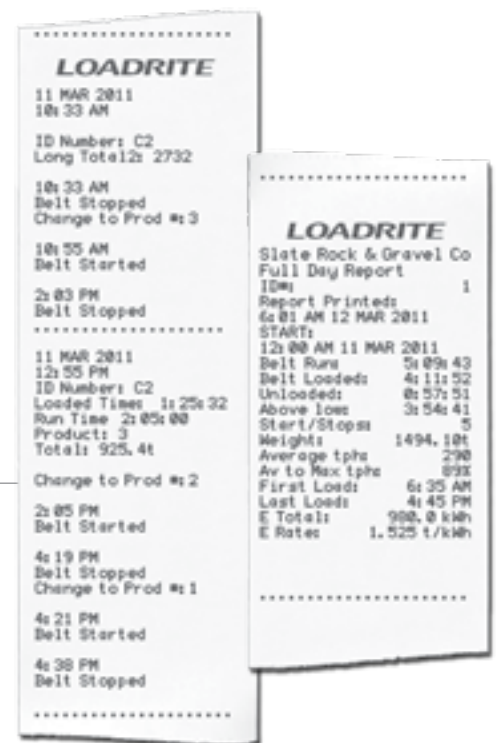 LOADRITE
11 MAR 2011
10:33 AM
ID Number: C2
Long Total2: 2732
10:33 AM
Belt Stopped
Change to Prod #:3
10:55 AM
Belt Started
2:03 PM
Belt Stopped
11 MAR 2011
12:55 PM
ID Number: C2
Loaded Time: 1:25:32
Run Time 2:05:00
Product: 3
Total: 925.4t
Change to Prod #:2
2:05 PM
Belt Started
4:19 PM
Belt Stopped
Change to Prod #:1
4:21 PM
Belt Started
4:38 PM
Belt Stopped
LOADRITE
Slate Rock & Gravel Co
Full Day Report
ID#: 1
Report Printed:
6:01 AM 12 MAR 2011
START:
12:00 AM 11 MAR 2011
Belt Run: 5:09:43
Belt Loaded: 4:11:52
Unloaded: 0:57:51
Above low: 3:54:41
Start/Stops: 5
Weight: 1494.10t
Average tph: 290
Av to Max tph: 89%
First Load: 6:35 AM
Last Load: 4:45 PM
E Total: 980.0 kWh
E Rate: 1.525 t/kWh